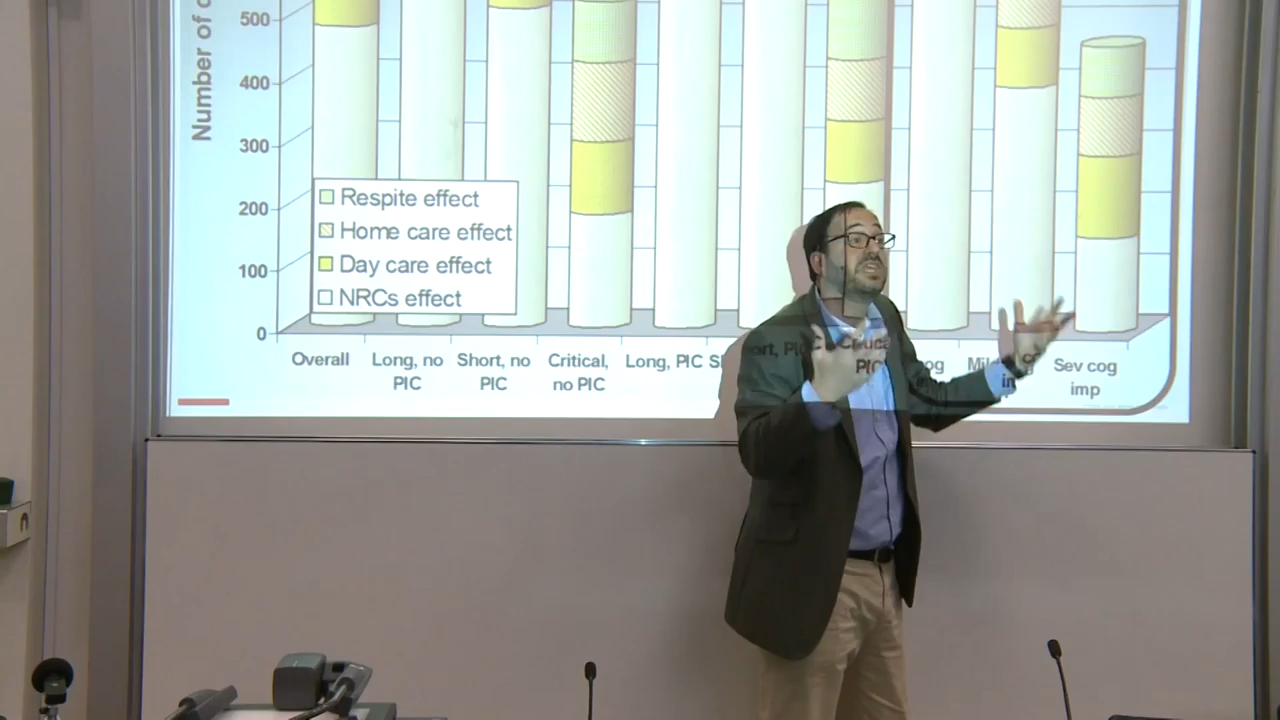 Number of
500
400
300
200
100
0
Respite effect
Home care effect
Day care effect
NRCs effect
Overall
Long, no
PIC
Short, no
PIC
Critical,
no PIC
Long, PIC
PIC
Sev cog
imp